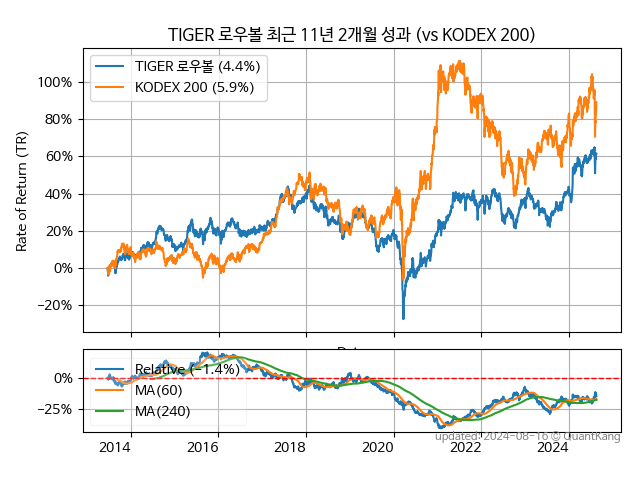 TIGER 로우볼 최근 11년 2개월 성과 (vs KODEX 200)
TIGER 로우볼 (4.4%)
KODEX 200 (5.9%)
Rate of Return (TR)
100%
80%
60%
40%
20%
0%
−20%
Relative (−1.4%)
MA(60)
MA(240)
0%
−25%
2014 2016 2018 2020 2022 2024
updated: 2024-08-16 © QuantKang